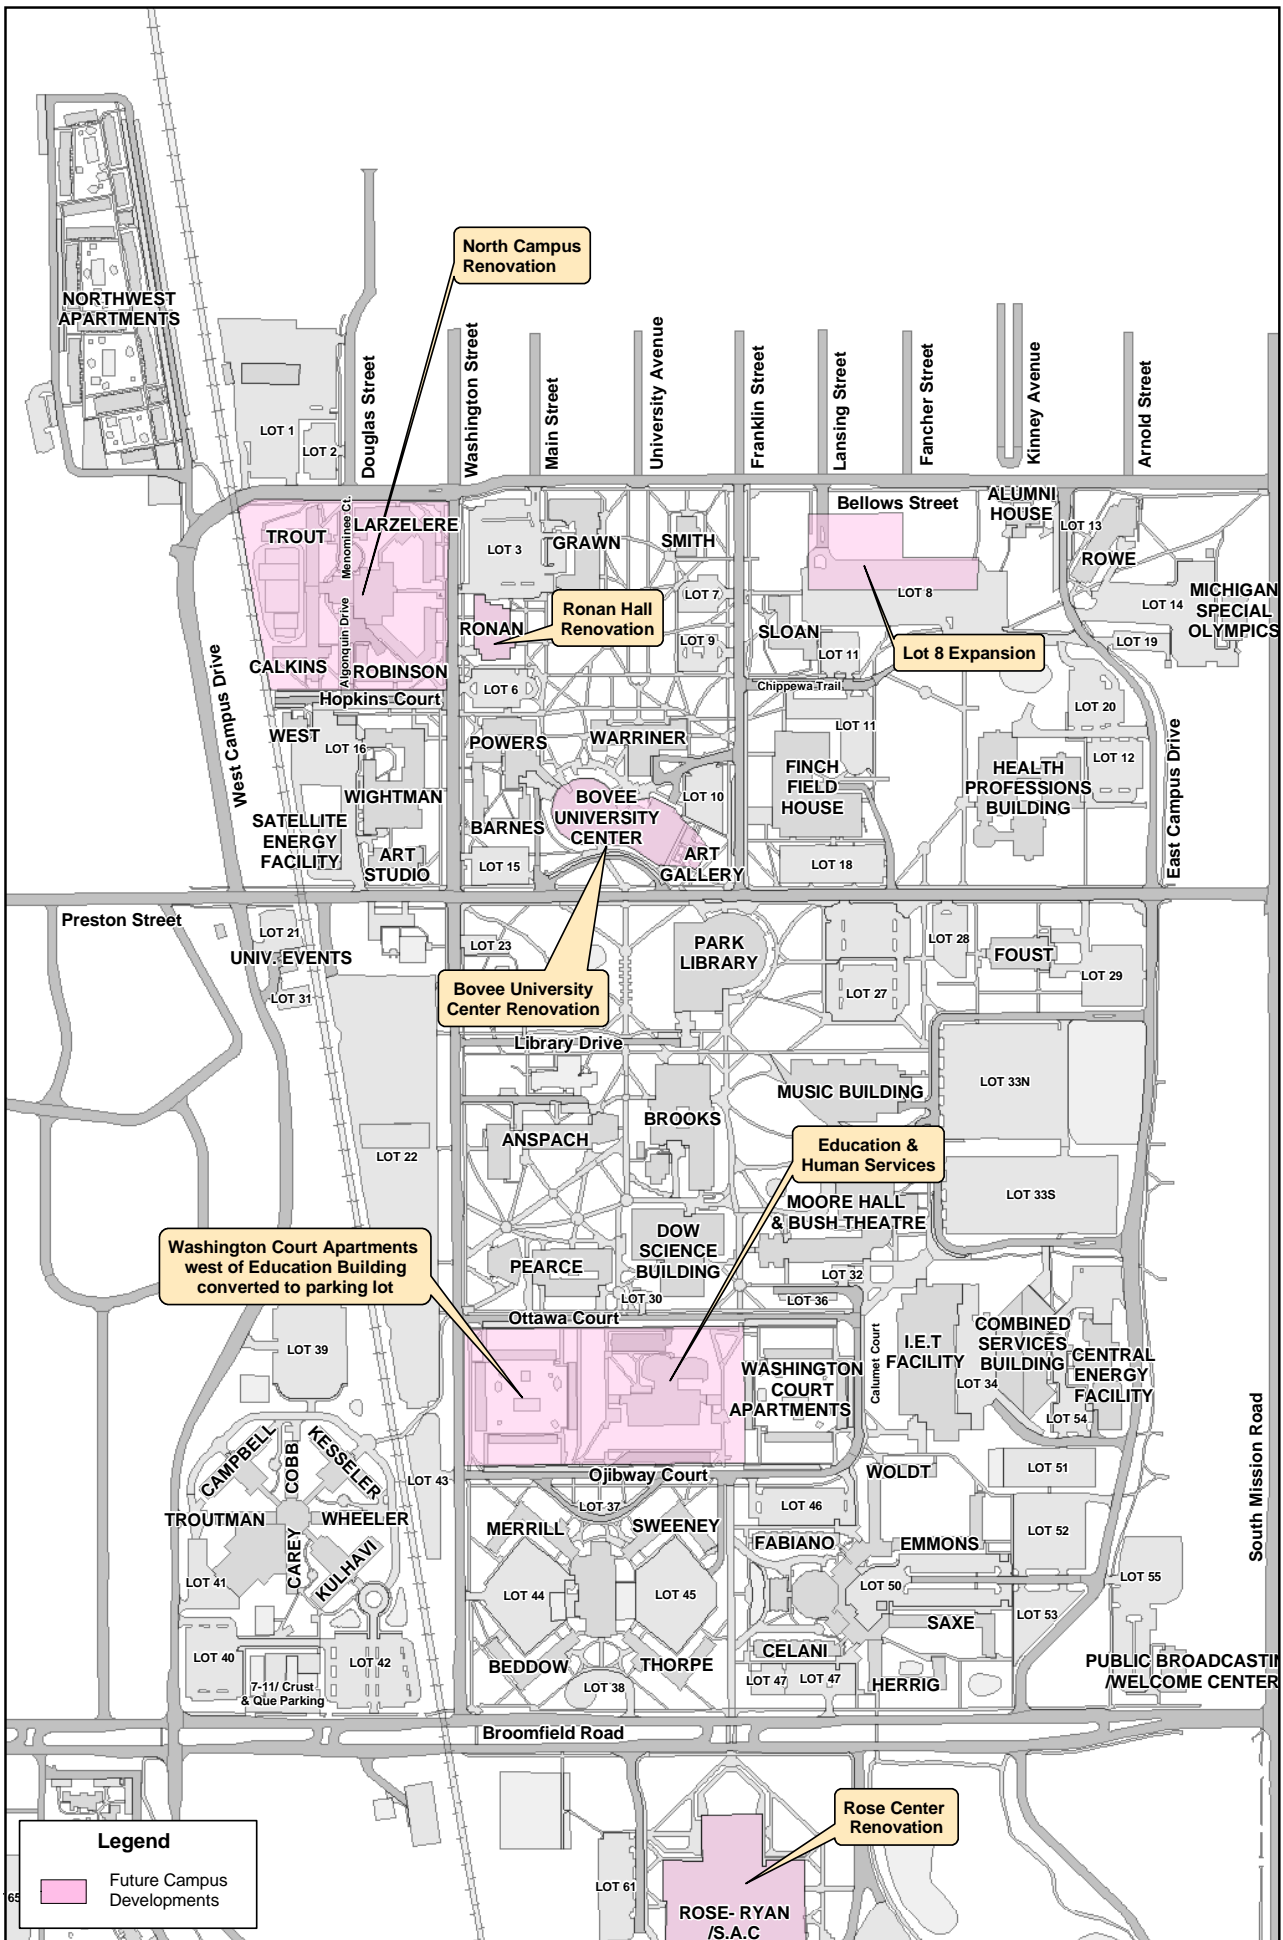 North Campus
Renovation
NORTHWEST
APARTMENTS
Douglas Street
Washington Street
Main Street
University Avenue
Franklin Street
Lansing Street
Fancher Street
Kinney Avenue
Arnold Street
LOT 1
LOT 2
Bellows Street
ALUMNI
HOUSE
LOT 13
TROUT
Menominee Ct.
LARZELERE
LOT 3
GRAWN
SMITH
ROWE
LOT 7
LOT 8
LOT 14
MICHIGAN
SPECIAL
OLYMPICS
Ronan Hall
Renovation
RONAN
LOT 9
SLOAN
LOT 11
Lot 8 Expansion
LOT 19
CALKINS
Algonquin Drive
ROBINSON
LOT 6
Chippewa Trail
Hopkins Court
West Campus Drive
LOT 20
WEST
LOT 16
POWERS
WARRINER
LOT 11
LOT 12
East Campus Drive
WIGHTMAN
BOVEE
UNIVERSITY
CENTER
LOT 10
FINCH
FIELD
HOUSE
HEALTH
PROFESSIONS
BUILDING
SATELLITE
ENERGY
FACILITY
BARNES
ART
STUDIO
LOT 15
ART
GALLERY
LOT 18
Preston Street
LOT 21
UNIV. EVENTS
LOT 31
LOT 23
PARK
LIBRARY
LOT 28
FOUST
LOT 29
LOT 27
Bovee University
Center Renovation
Library Drive
MUSIC BUILDING
LOT 33N
BROOKS
ANSPACH
LOT 22
Education &
Human Services
LOT 33S
MOORE HALL
& BUSH THEATRE
Washington Court Apartments
west of Education Building
converted to parking lot
DOW
SCIENCE
BUILDING
PEARCE
LOT 32
LOT 30
LOT 36
Ottawa Court
LOT 39
Calumet Court
I.E.T
FACILITY
COMBINED
SERVICES
BUILDING
CENTRAL
ENERGY
FACILITY
LOT 34
LOT 54
WASHINGTON
COURT
APARTMENTS
South Mission Road
CAMPBELL
COBB
KESSELER
LOT 43
Ojibway Court
WOLDT
LOT 51
LOT 37
LOT 46
TROUTMAN
WHEELER
MERRILL
SWEENEY
FABIANO
EMMONS
LOT 52
CAREY
KULHAVI
LOT 41
LOT 44
LOT 45
LOT 50
LOT 55
SAXE
LOT 53
LOT 40
LOT 42
BEDDOW
THORPE
CELANI
PUBLIC BROADCASTIN
/WELCOME CENTER
7-11/ Crust
& Que Parking
LOT 38
LOT 47
LOT 47
HERRIG
Broomfield Road
Rose Center
Renovation
Legend
Future Campus
Developments
65
LOT 61
ROSE- RYAN
/S.A.C